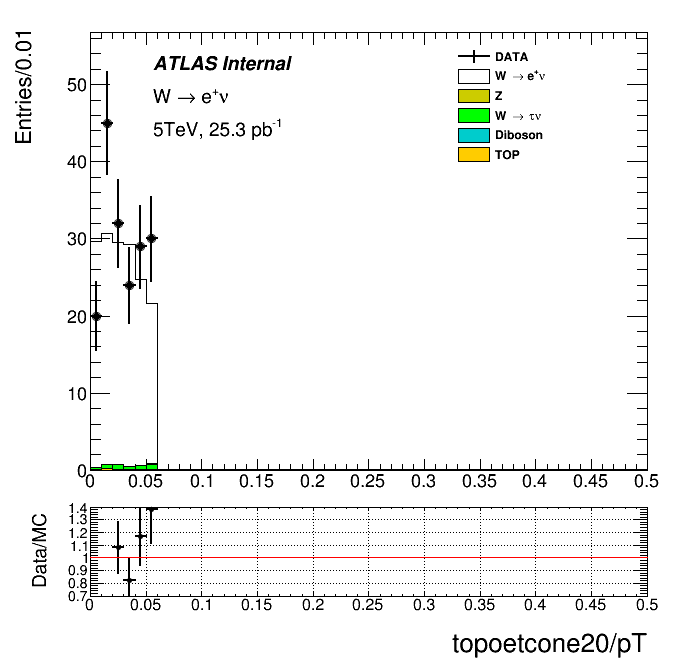 Entries/0.01
50
40
30
20
10
0
ATLAS Internal
W → e⁺ν
5TeV, 25.3 pb⁻¹
DATA
W → e⁺ν
Z
W → τν
Diboson
TOP
0 0.05 0.1 0.15 0.2 0.25 0.3 0.35 0.4 0.45 0.5
Data/MC
1.4
1.3
1.2
1.1
1
0.9
0.8
0.7
0 0.05 0.1 0.15 0.2 0.25 0.3 0.35 0.4 0.45 0.5
topoetcone20/pT